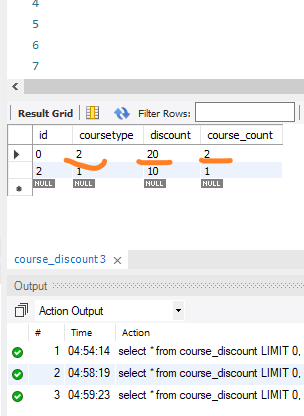 4
5
6
7
Result Grid Filter Rows:
id coursetype discount course_count
0 2 20 2
2 1 10 1
NULL NULL NULL NULL
course_discount 3
Output
Action Output
# Time Action
1 04:54:14 select * from course_discount LIMIT 0,
2 04:58:19 select * from course_discount LIMIT 0,
3 04:59:23 select * from course_discount LIMIT 0,